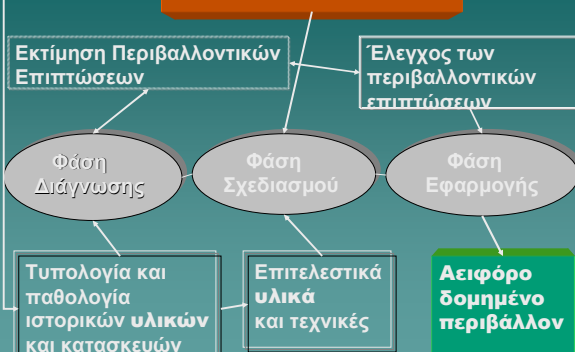 Εκτίμηση Περιβαλλοντικών
Επιπτώσεων
Έλεγχος των
περιβαλλοντικών
επιπτώσεων
Φάση
Διάγνωσης
Φάση
Σχεδιασμού
Φάση
Εφαρμογής
Τυπολογία και
παθολογία
ιστορικών υλικών
και κατασκευών
Επιτελεστικά
υλικά
και τεχνικές
Αειφόρο
δομημένο
περιβάλλον